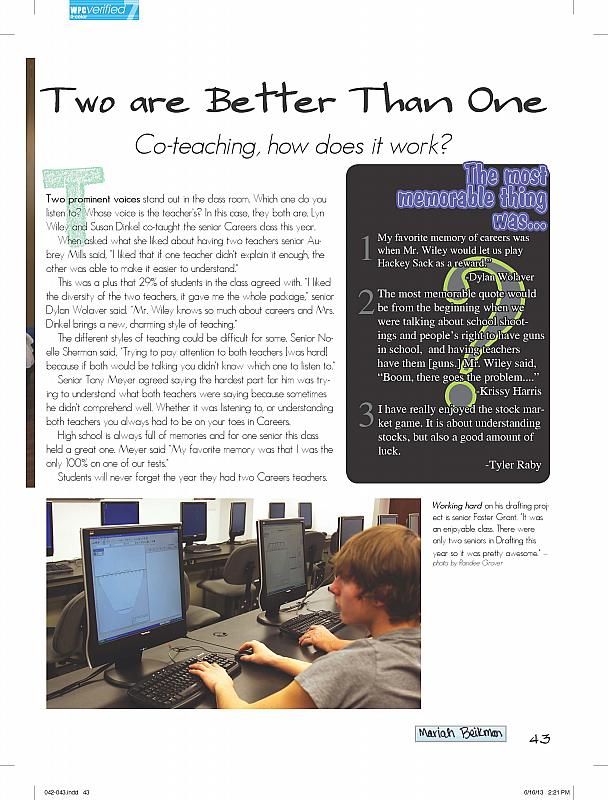 WPC verified 7
4-color
Two are Better Than One
Co-teaching, how does it work?
T
Two prominent voices stand out in the class room. Which one do you
listen to? Whose voice is the teacher's? In this case, they both are. Lyn
Wiley and Susan Dinkel co-taught the senior Careers class this year.
When asked what she liked about having two teachers senior Au-
brey Mills said, "I liked that if one teacher didn't explain it enough, the
other was able to make it easier to understand."
This was a plus that 29% of students in the class agreed with. "I liked
the diversity of the two teachers, it gave me the whole package," senior
Dylan Wolaver said. "Mr. Wiley knows so much about careers and Mrs.
Dinkel brings a new, charming style of teaching."
The different styles of teaching could be difficult for some. Senior No-
elle Sherman said, "Trying to pay attention to both teachers [was hard]
because if both would be talking you didn't know which one to listen to."
Senior Tony Meyer agreed saying the hardest part for him was try-
ing to understand what both teachers were saying because sometimes
he didn't comprehend well. Whether it was listening to, or understanding
both teachers you always had to be on your toes in Careers.
High school is always full of memories and for one senior this class
held a great one. Meyer said "My favorite memory was that I was the
only 100% on one of our tests."
Students will never forget the year they had two Careers teachers.
The most
memorable thing
was...
?
1 My favorite memory of careers was
when Mr. Wiley would let us play
Hackey Sack as a reward."
-Dylan Wolaver
2 The most memorable quote would
be from the beginning when we
were talking about school shoot-
ings and people's right to have guns
in school, and having teachers
have them [guns.] Mr. Wiley said,
"Boom, there goes the problem...."
-Krissy Harris
3 I have really enjoyed the stock mar-
ket game. It is about understanding
stocks, but also a good amount of
luck.
-Tyler Raby
Working hard on his drafting proj-
ect is senior Foster Grant. "It was
an enjoyable class. There were
only two seniors in Drafting this
year so it was pretty awesome." –
photo by Randee Grover
Mariah Beikman
43
042-043.indd 43
6/16/13 2:21 PM